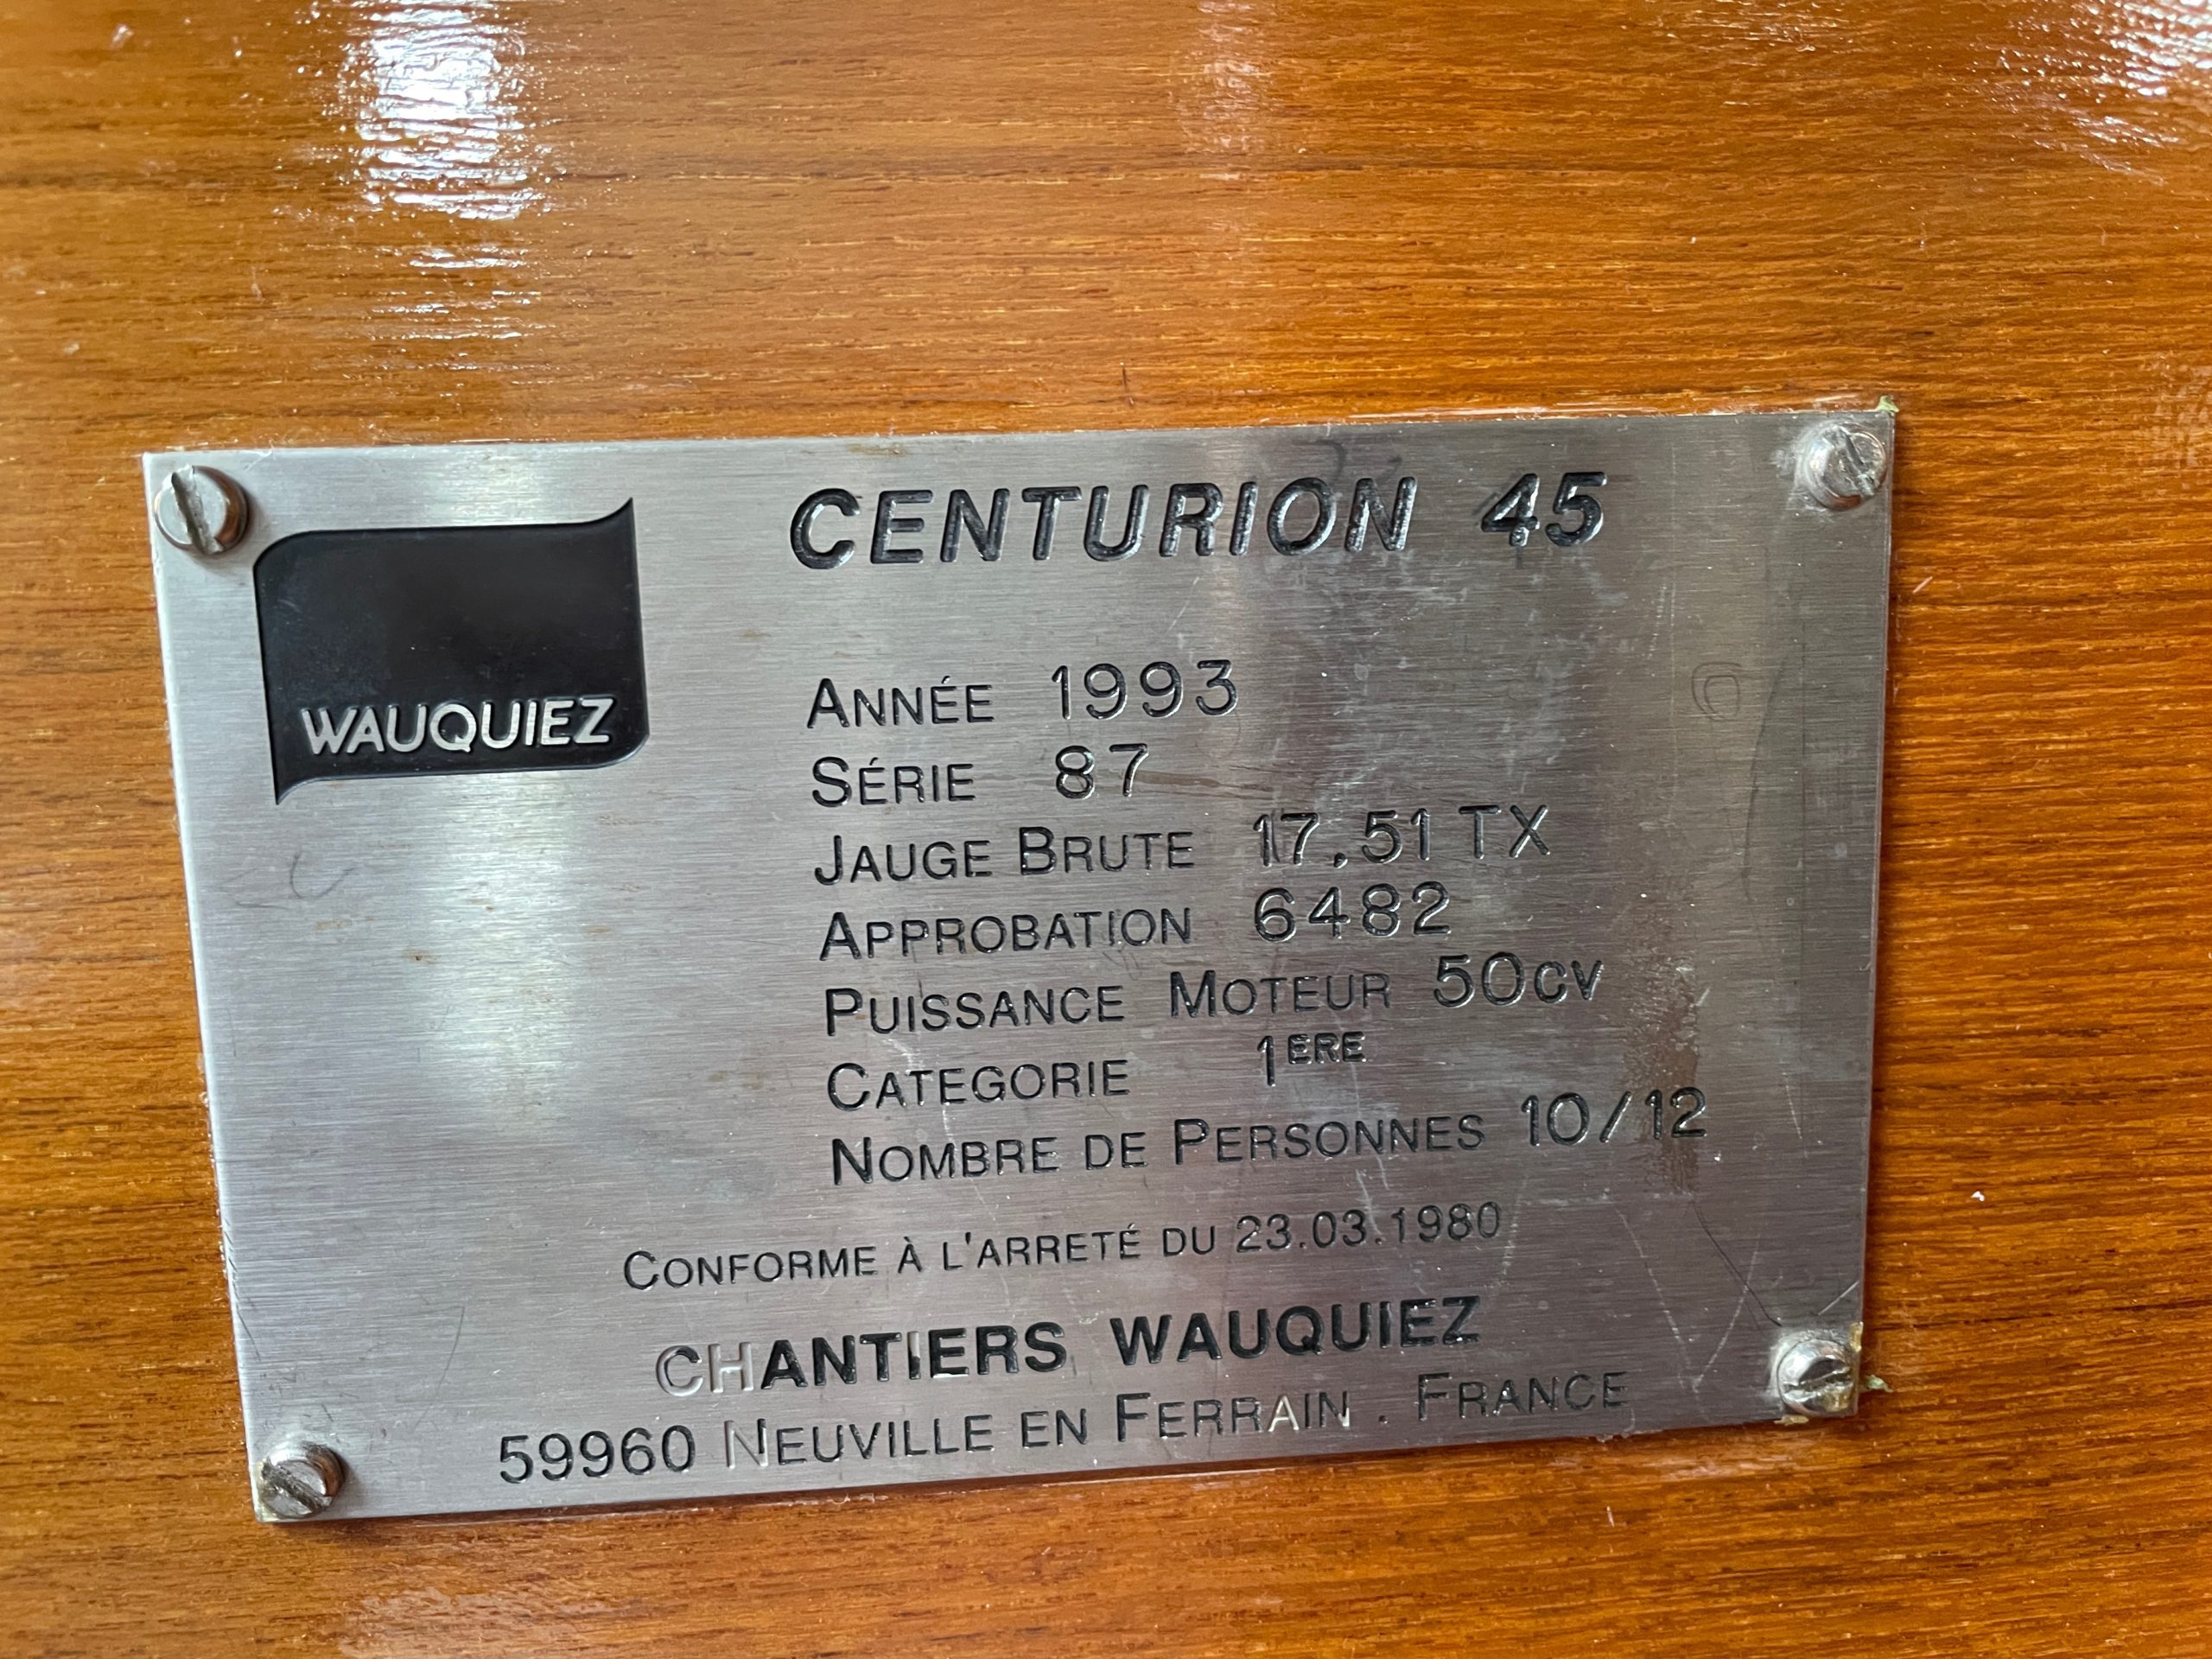 WAUQUIEZ
CENTURION 45
ANNÉE 1993
SÉRIE 87
JAUGE BRUTE 17,51 TX
APPROBATION 6482
PUISSANCE MOTEUR 50CV
CATEGORIE 1ERE
NOMBRE DE PERSONNES 10/12
CONFORME À L'ARRETÉ DU 23.03.1980
CHANTIERS WAUQUIEZ
59960 NEUVILLE EN FERRAIN . FRANCE